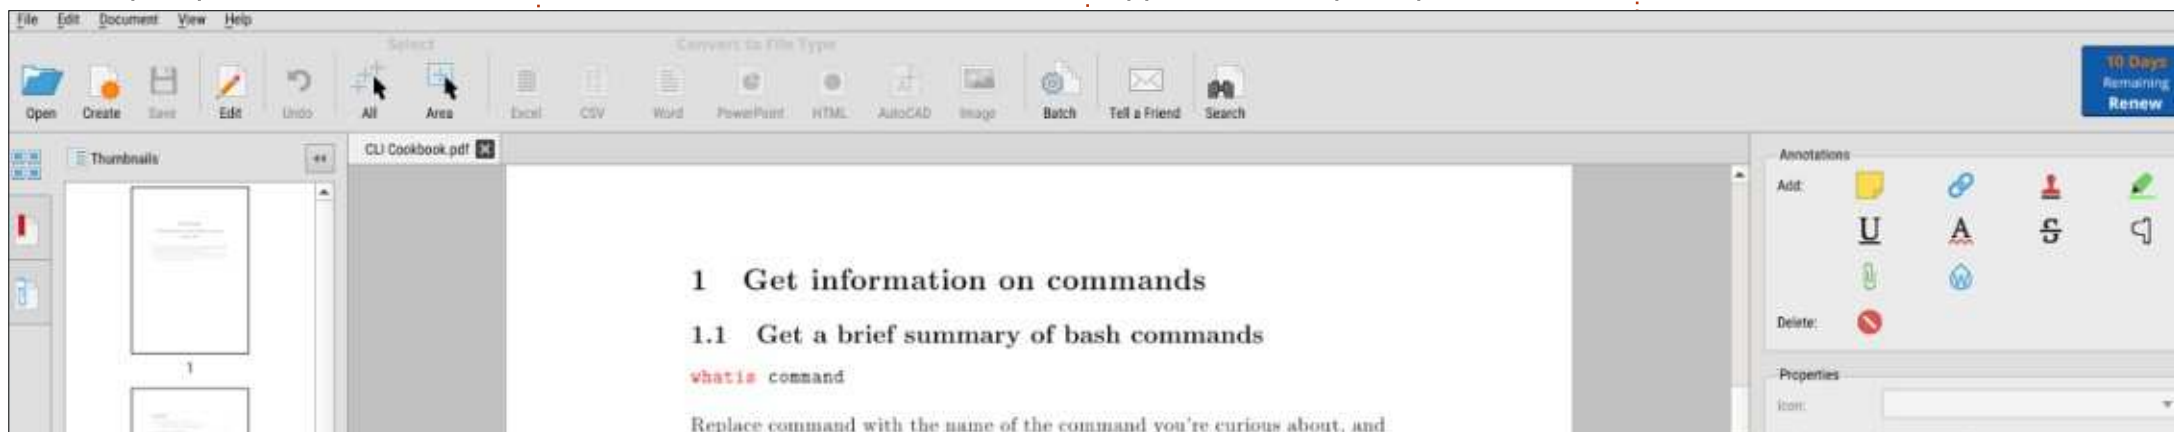 File Edit Document View Help
Select Convert to File Type
Open Create Save Edit Undo All Area Excel CSV Word PowerPoint HTML AutoCAD Image Batch Tell a Friend Search
10 Days
Remaining
Renew
Thumbnails
CLI Cookbook.pdf
1
1 Get information on commands
1.1 Get a brief summary of bash commands
whatis command
Replace command with the name of the command you're curious about, and
Annotations
Add:
U A S
Delete:
Properties
Icon: